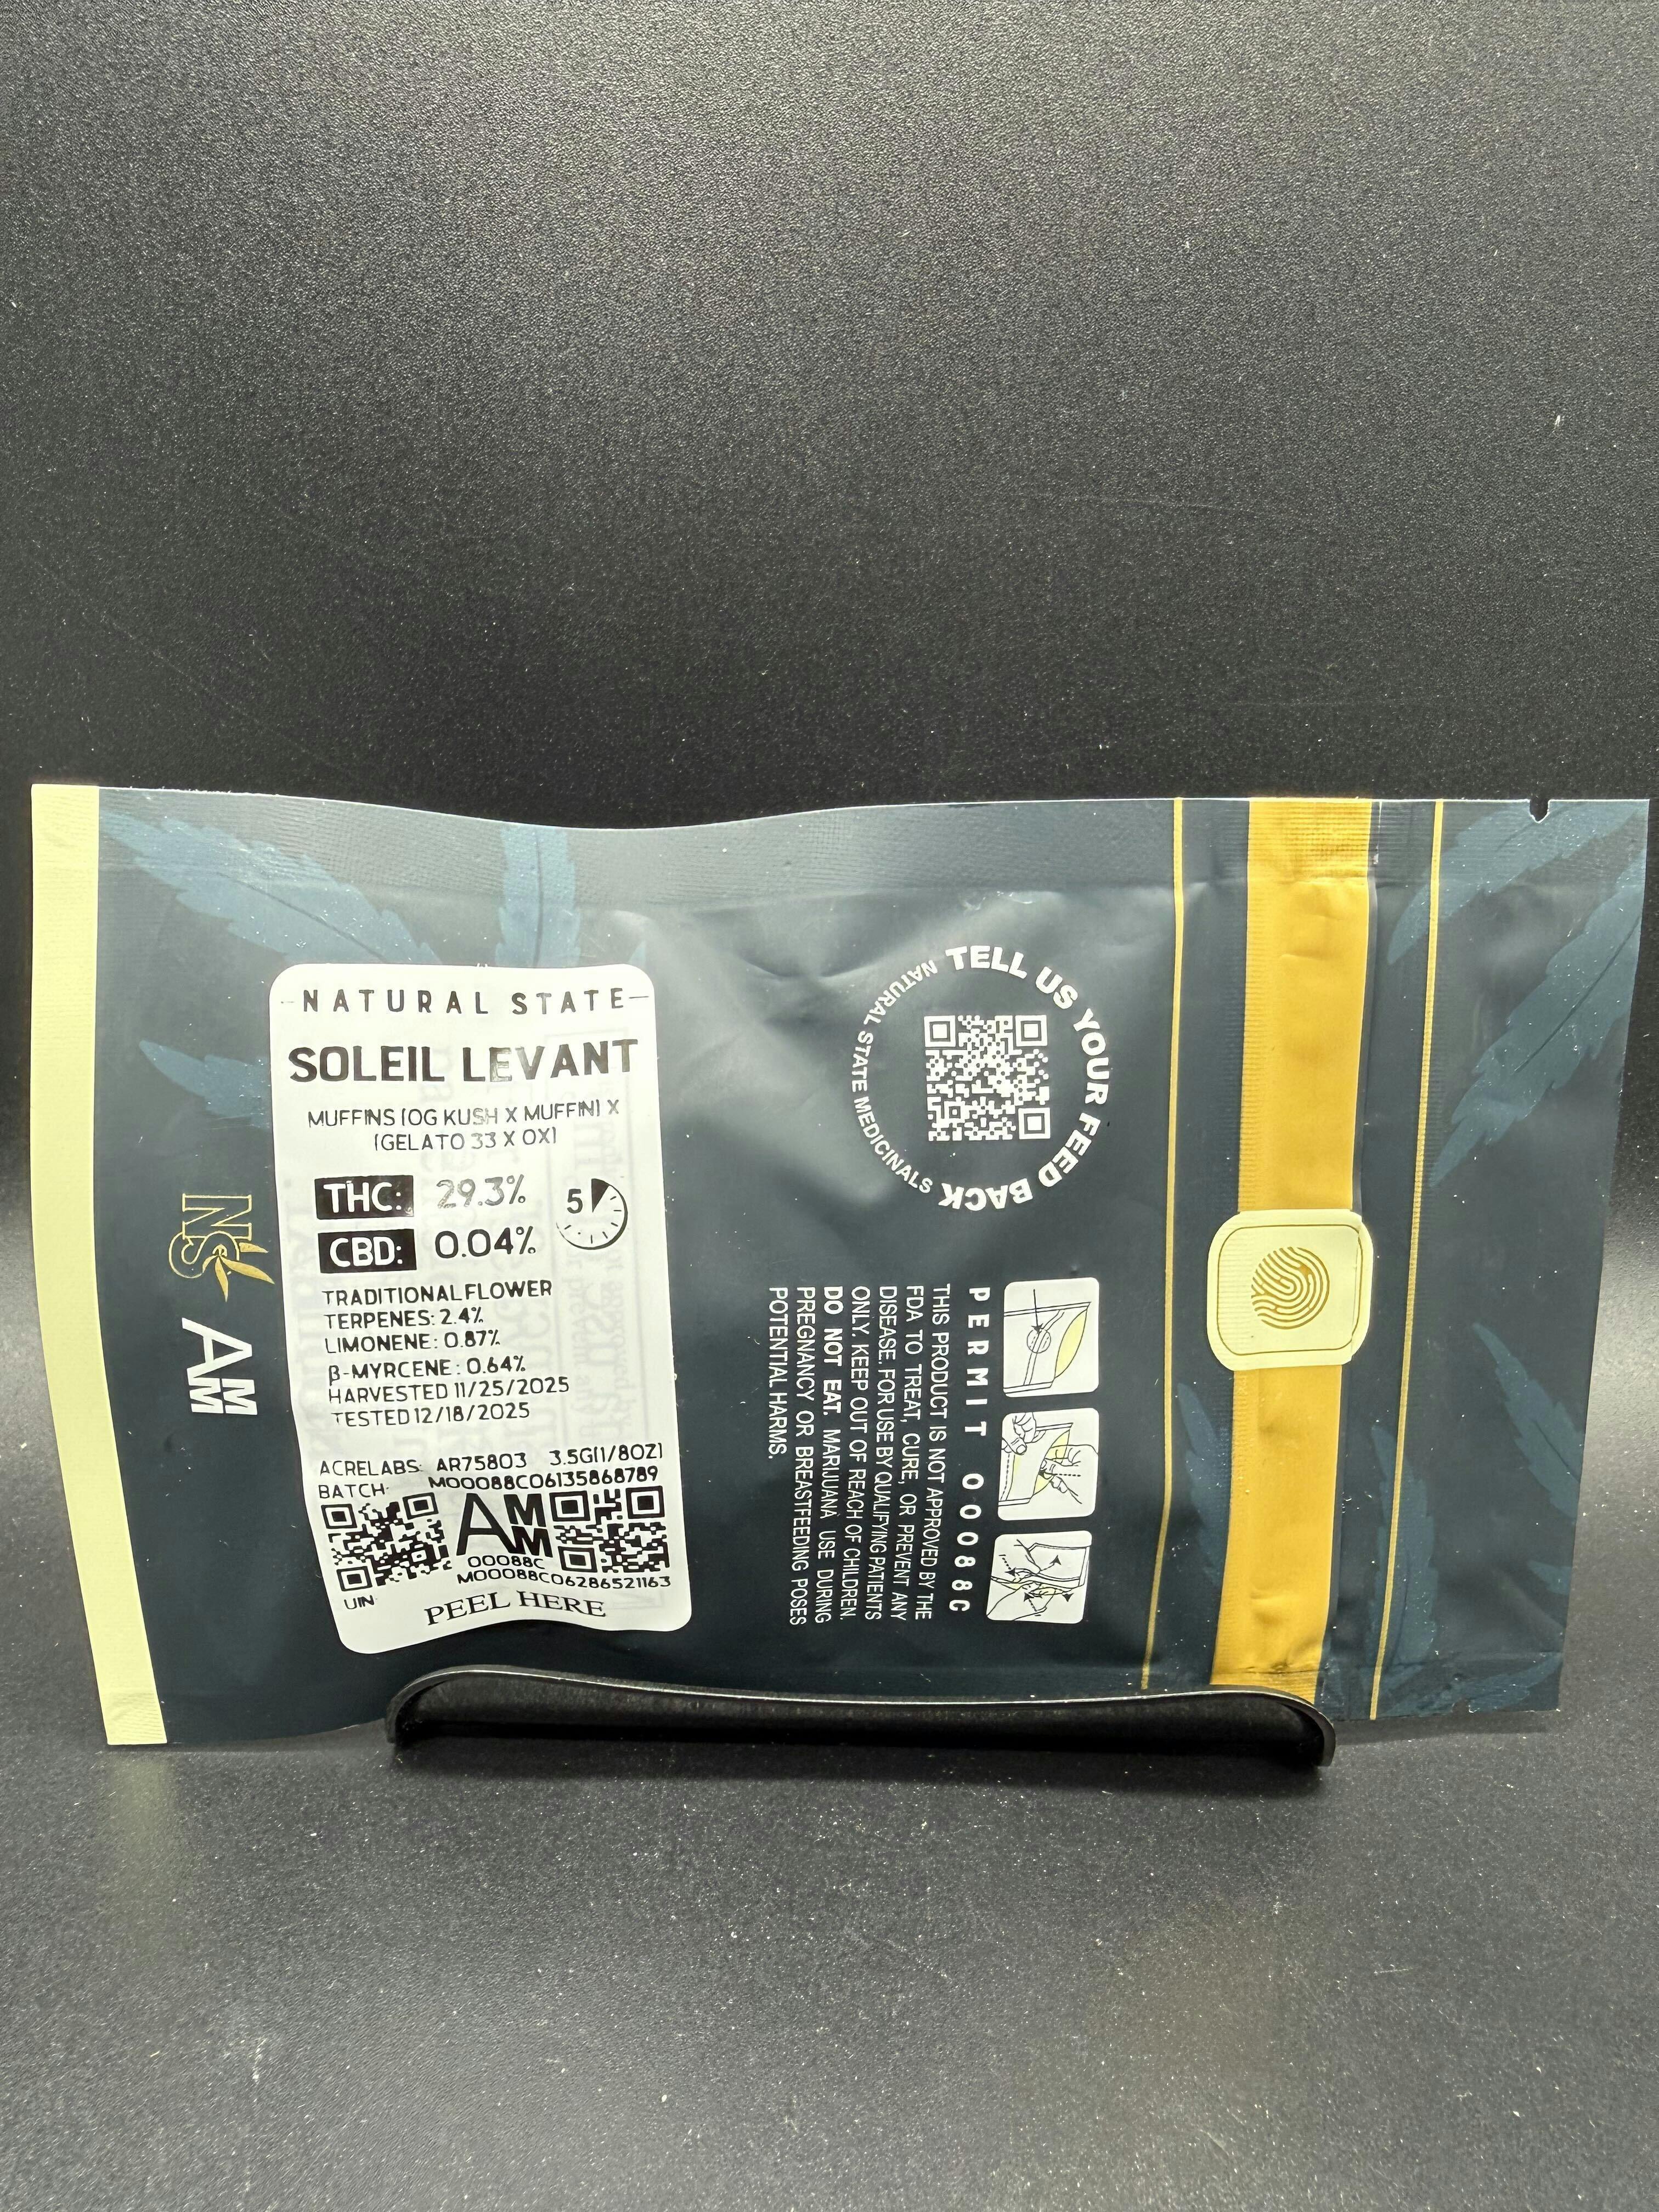 NATURAL STATE
SOLEIL LEVANT
MUFFINS (OG KUSH X MUFFIN) X
(GELATO 33 X OX)
THC: 29.3%
5
CBD: 0.04%
TRADITIONAL FLOWER
TERPENES: 2.4%
LIMONENE: 0.87%
β-MYRCENE: 0.64%
HARVESTED 11/25/2025
TESTED 12/18/2025
ACRELABS: AR75803 3.5G(1/8OZ)
BATCH: M00088C06135868789
AMM
00088C
M00088C06286521163
UIN:
PEEL HERE
NS
AMM
TELL US YOUR FEED BACK
NATURAL STATE MEDICINALS
PERMIT 00088C
THIS PRODUCT IS NOT APPROVED BY THE
FDA TO TREAT, CURE, OR PREVENT ANY
DISEASE. FOR USE BY QUALIFYING PATIENTS
ONLY. KEEP OUT OF REACH OF CHILDREN.
DO NOT EAT. MARIJUANA USE DURING
PREGNANCY OR BREASTFEEDING POSES
POTENTIAL HARMS.